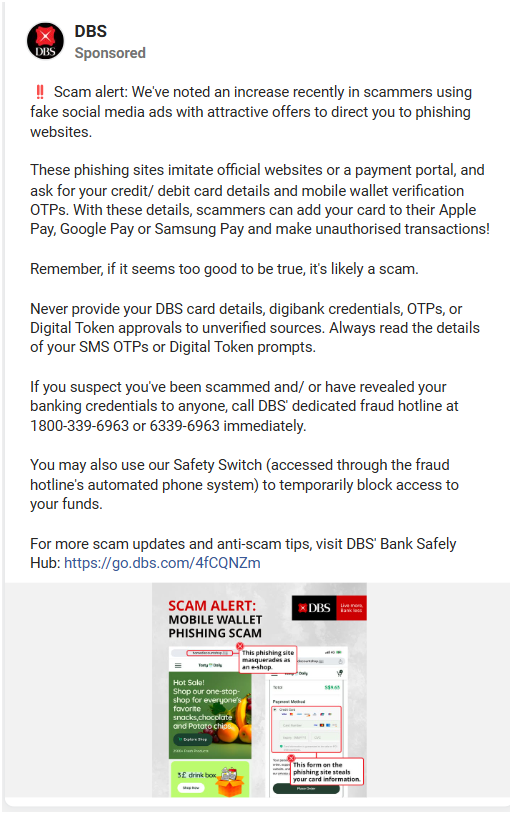 DBS
DBS
Sponsored
‼ Scam alert: We've noted an increase recently in scammers using
fake social media ads with attractive offers to direct you to phishing
websites.
These phishing sites imitate official websites or a payment portal, and
ask for your credit/ debit card details and mobile wallet verification
OTPs. With these details, scammers can add your card to their Apple
Pay, Google Pay or Samsung Pay and make unauthorised transactions!
Remember, if it seems too good to be true, it's likely a scam.
Never provide your DBS card details, digibank credentials, OTPs, or
Digital Token approvals to unverified sources. Always read the details
of your SMS OTPs or Digital Token prompts.
If you suspect you've been scammed and/ or have revealed your
banking credentials to anyone, call DBS' dedicated fraud hotline at
1800-339-6963 or 6339-6963 immediately.
You may also use our Safety Switch (accessed through the fraud
hotline's automated phone system) to temporarily block access to
your funds.
For more scam updates and anti-scam tips, visit DBS' Bank Safely
Hub: https://go.dbs.com/4fCQNZm
SCAM ALERT:
MOBILE WALLET
PHISHING SCAM
DBS
Live more,
Bank less
This phishing site
masquerades as
an e-shop.
Daily
Hot Sale!
Shop our one-stop-
shop for everyone's
favorite
snacks,chocolate
and Potato chips
Explore Shop
3£ drink box
Shop Now
Daily
Total
S$9.63
Payment Method
This form on the
phishing site steals
your card information.
Place Order